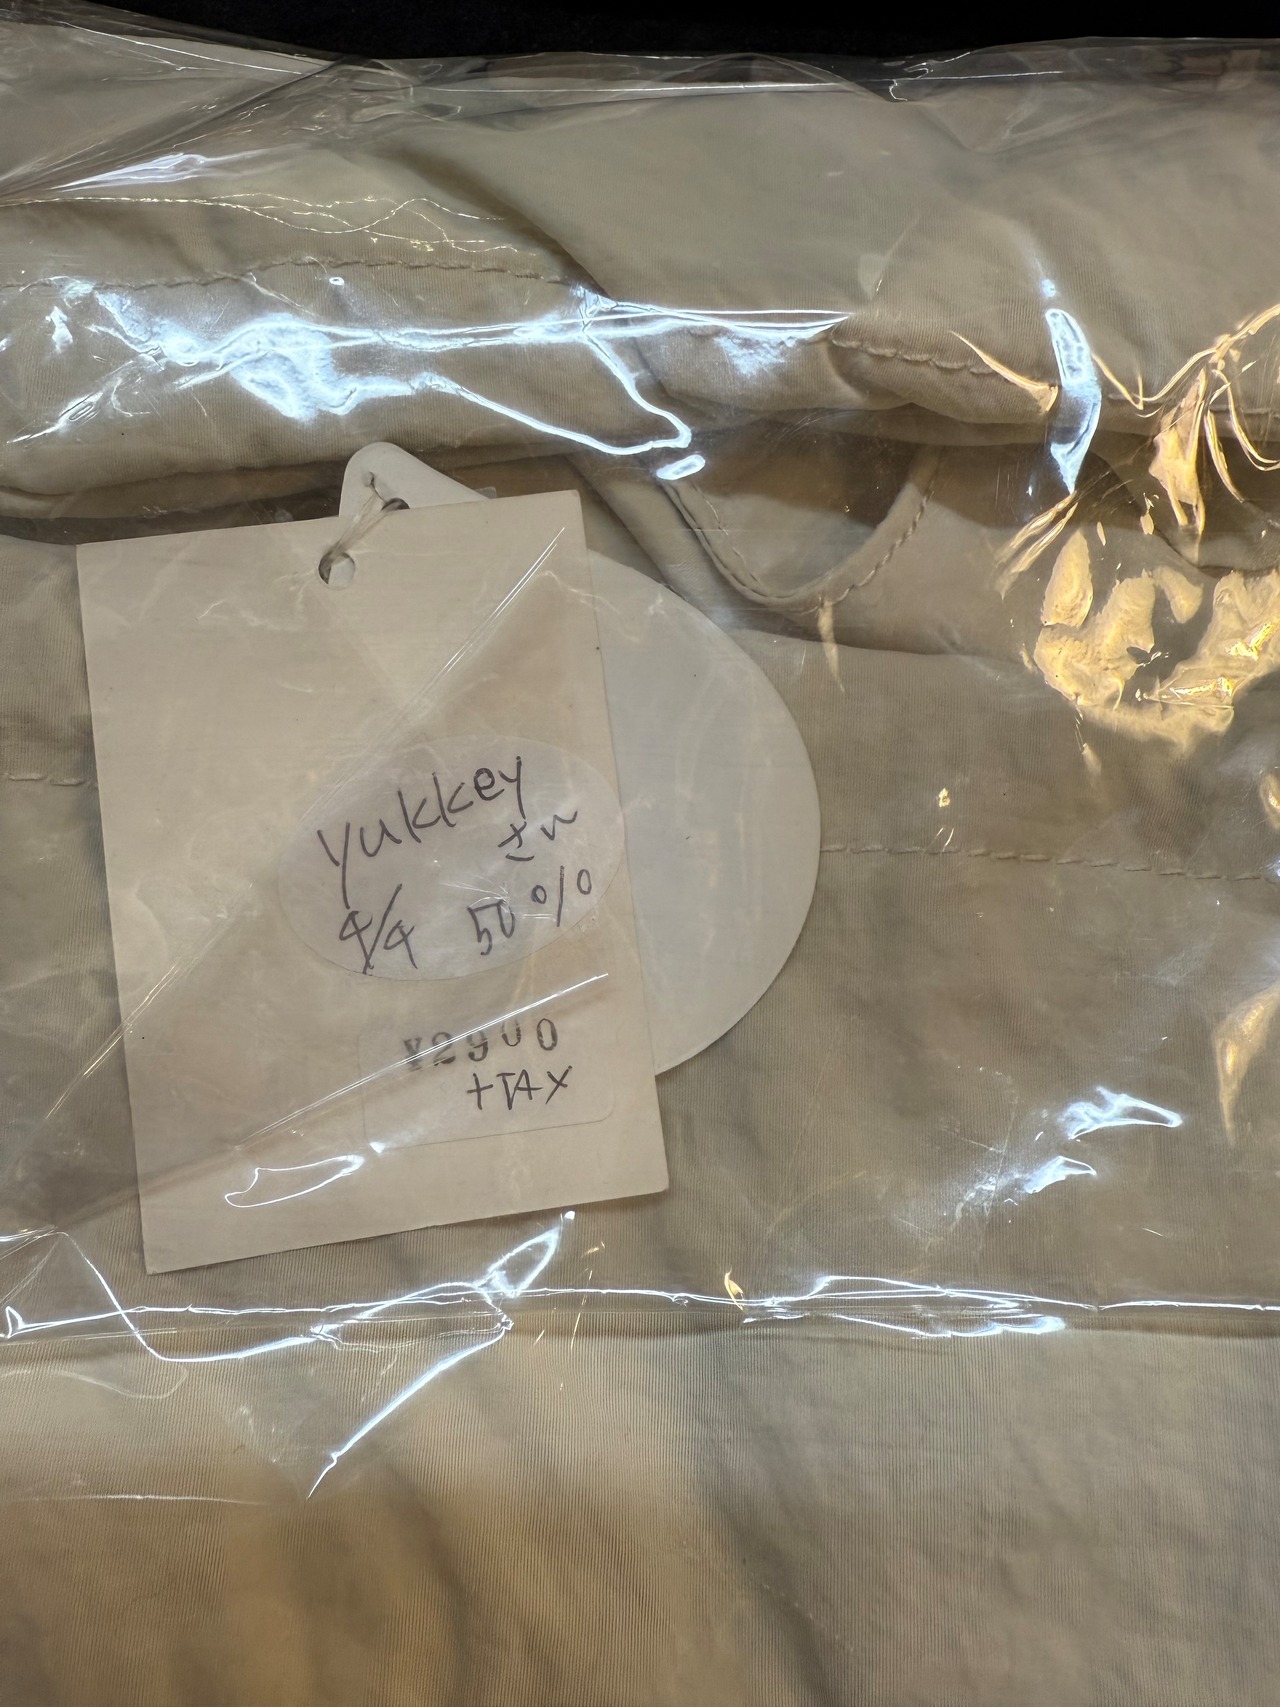 yukkey
さん
4/4 50%
¥2900
+TAX